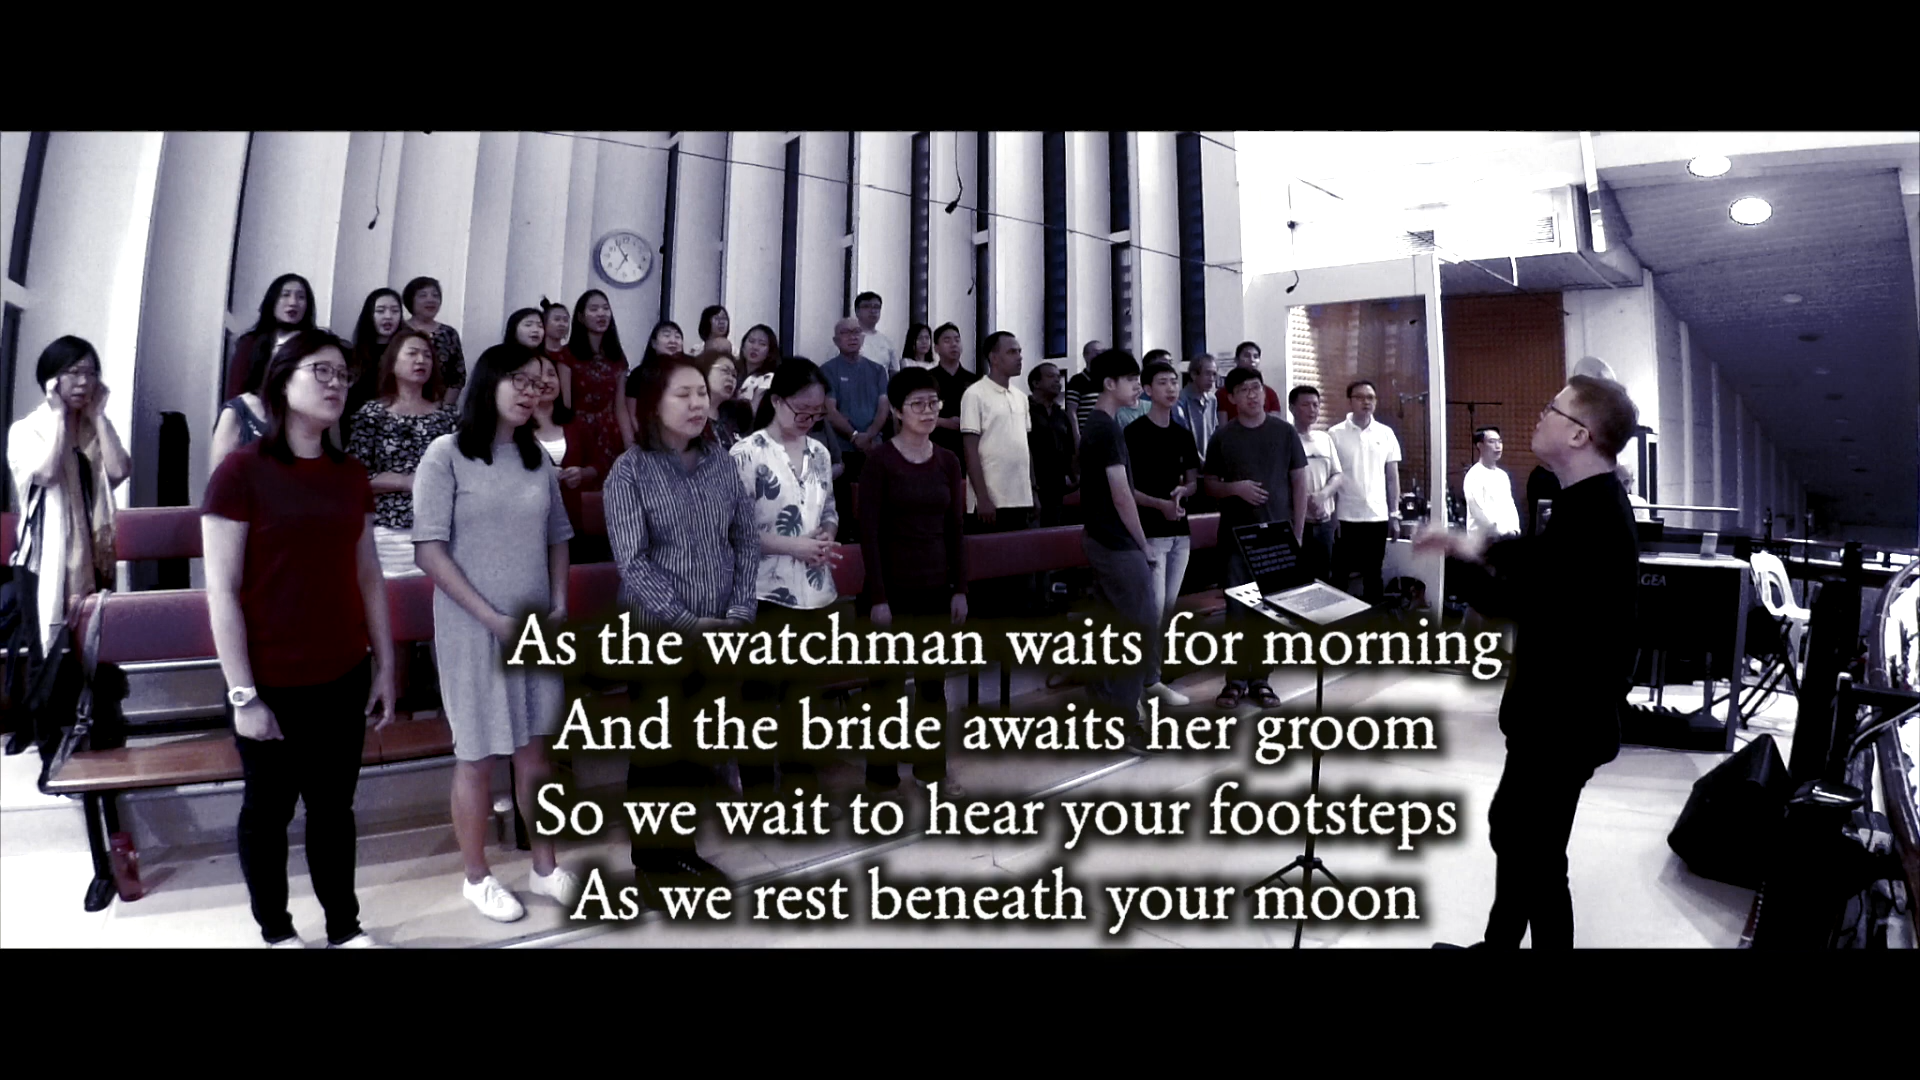 As the watchman waits for morning
And the bride awaits her groom
So we wait to hear your footsteps
As we rest beneath your moon
GEA